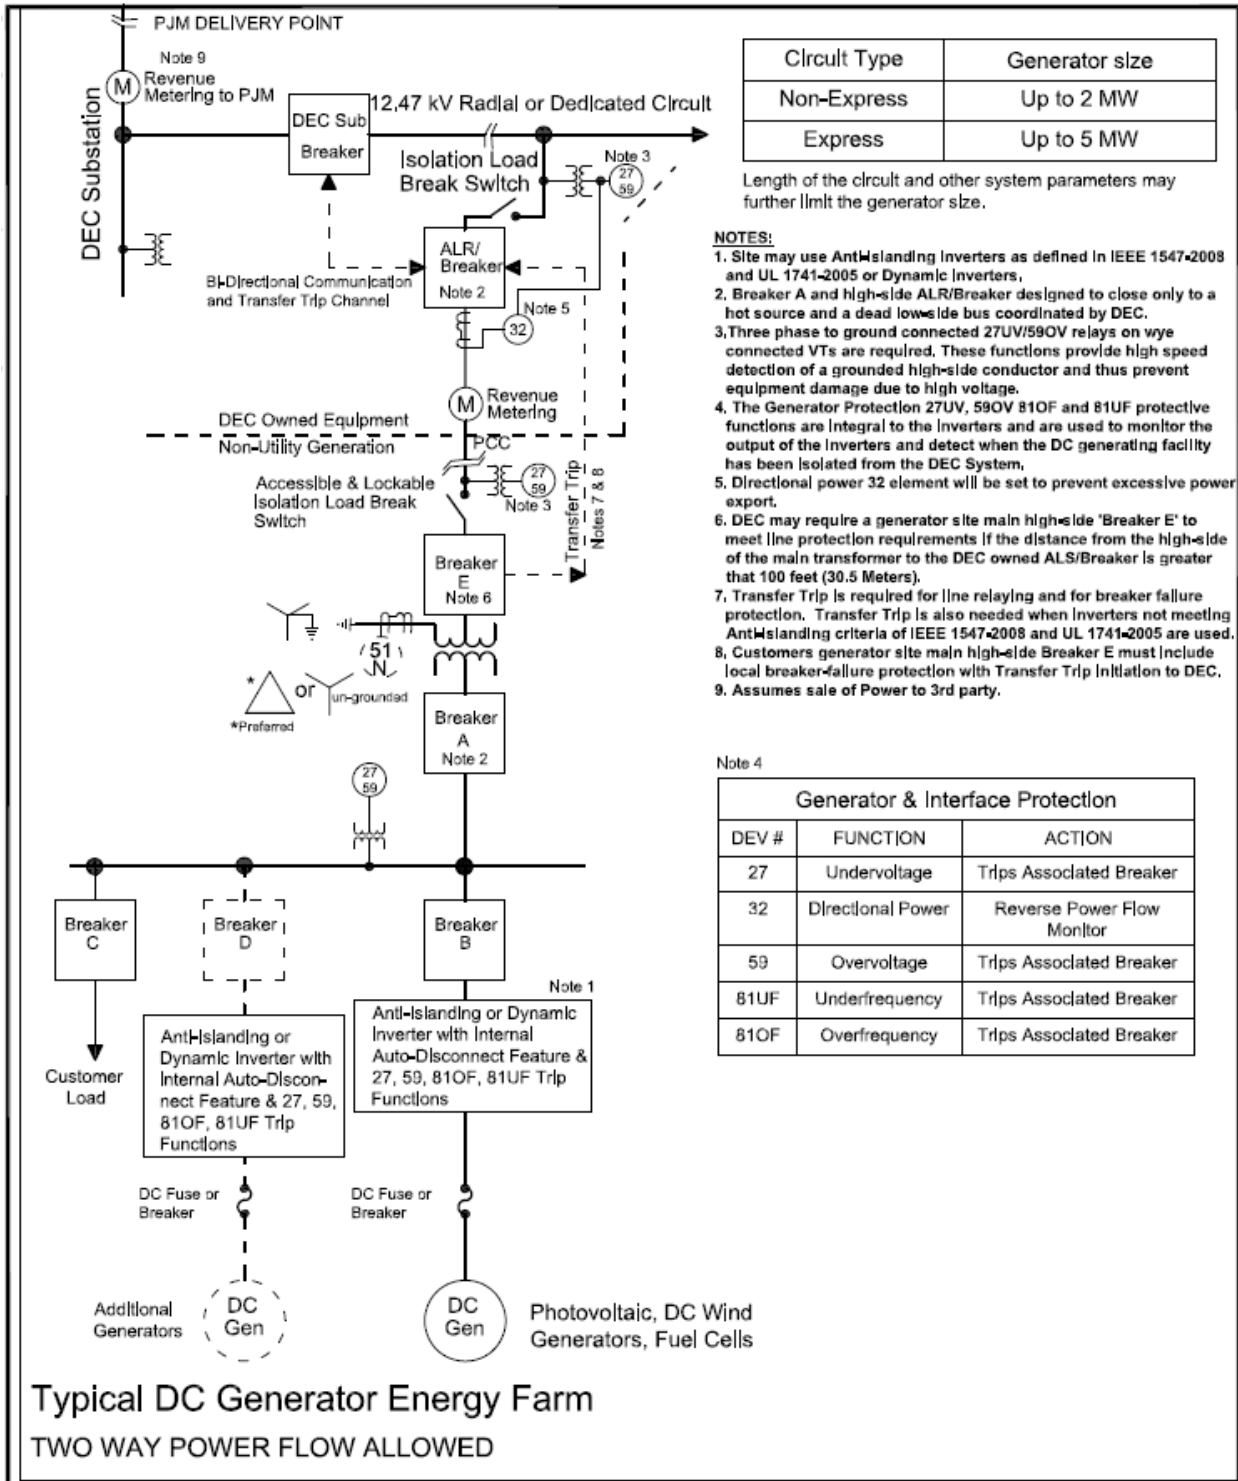 PJM DELIVERY POINT
Note 9
M
Revenue
Metering to PJM
DEC Substation
DEC Sub
Breaker
12,47 kV Radial or Dedicated Circuit
Isolation Load
Break Switch
Note 3
27
59
ALR/
Breaker
Note 2
Bi-Directional Communication
and Transfer Trip Channel
Note 5
32
M
Revenue
Metering
DEC Owned Equipment
Non-Utility Generation
PCC
Accessible & Lockable
Isolation Load Break
Switch
27
59
Note 3
Transfer Trip
Notes 7 & 8
Breaker
E
Note 6
51
N
* or
un-grounded
*Preferred
Breaker
A
Note 2
27
59
Breaker
C
Breaker
D
Breaker
B
Note 1
Customer
Load
Anti-Islanding or
Dynamic Inverter with
Internal Auto-Discon-
nect Feature & 27, 59,
81OF, 81UF Trip
Functions
Anti-Islanding or Dynamic
Inverter with Internal
Auto-Disconnect Feature &
27, 59, 81OF, 81UF Trip
Functions
DC Fuse or
Breaker
DC Fuse or
Breaker
Additional
Generators
DC
Gen
DC
Gen
Photovoltaic, DC Wind
Generators, Fuel Cells
Typical DC Generator Energy Farm
TWO WAY POWER FLOW ALLOWED
Circuit Type Generator size
Non-Express Up to 2 MW
Express Up to 5 MW
Length of the circuit and other system parameters may
further limit the generator size.
NOTES:
1. Site may use Anti-Islanding Inverters as defined in IEEE 1547-2008
and UL 1741-2005 or Dynamic Inverters,
2, Breaker A and high-side ALR/Breaker designed to close only to a
hot source and a dead low-side bus coordinated by DEC.
3,Three phase to ground connected 27UV/59OV relays on wye
connected VTs are required, These functions provide high speed
detection of a grounded high-side conductor and thus prevent
equipment damage due to high voltage.
4, The Generator Protection 27UV, 59OV 81OF and 81UF protective
functions are integral to the inverters and are used to monitor the
output of the inverters and detect when the DC generating facility
has been isolated from the DEC System,
5, Directional power 32 element will be set to prevent excessive power
export.
6, DEC may require a generator site main high-side 'Breaker E' to
meet line protection requirements if the distance from the high-side
of the main transformer to the DEC owned ALS/Breaker is greater
that 100 feet (30.5 Meters).
7, Transfer Trip is required for line relaying and for breaker failure
protection. Transfer Trip is also needed when inverters not meeting
Anti-Islanding criteria of IEEE 1547-2008 and UL 1741-2005 are used.
8, Customers generator site main high-side Breaker E must include
local breaker-failure protection with Transfer Trip initiation to DEC,
9. Assumes sale of Power to 3rd party.
Note 4
Generator & Interface Protection
DEV # FUNCTION ACTION
27 Undervoltage Trips Associated Breaker
32 Directional Power Reverse Power Flow
Monitor
59 Overvoltage Trips Associated Breaker
81UF Underfrequency Trips Associated Breaker
81OF Overfrequency Trips Associated Breaker